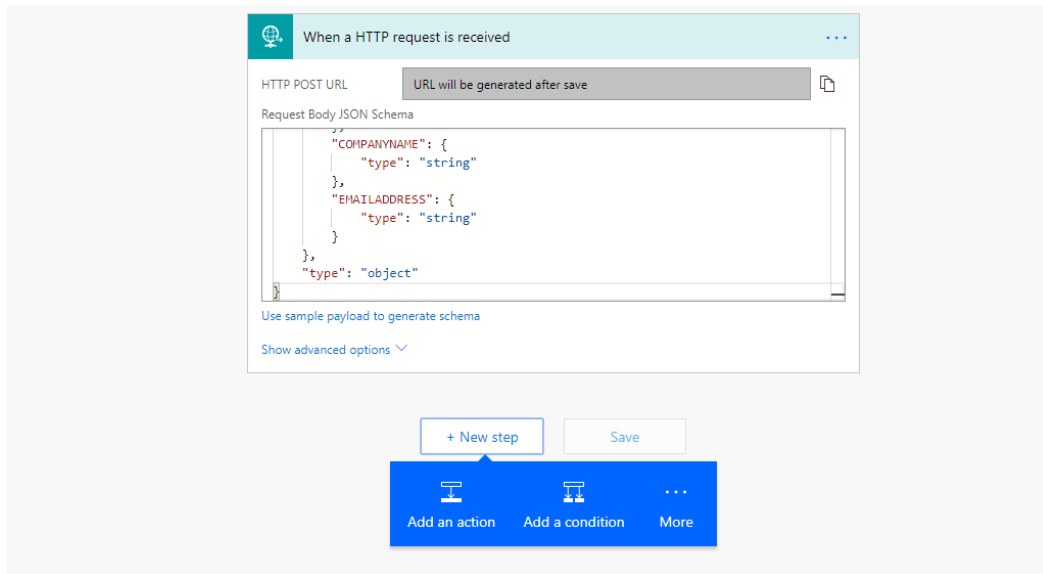 When a HTTP request is received
HTTP POST URL
URL will be generated after save
Request Body JSON Schema
},
"COMPANYNAME": {
"type": "string"
},
"EMAILADDRESS": {
"type": "string"
}
},
"type": "object"
}
Use sample payload to generate schema
Show advanced options
+ New step
Save
Add an action
Add a condition
More